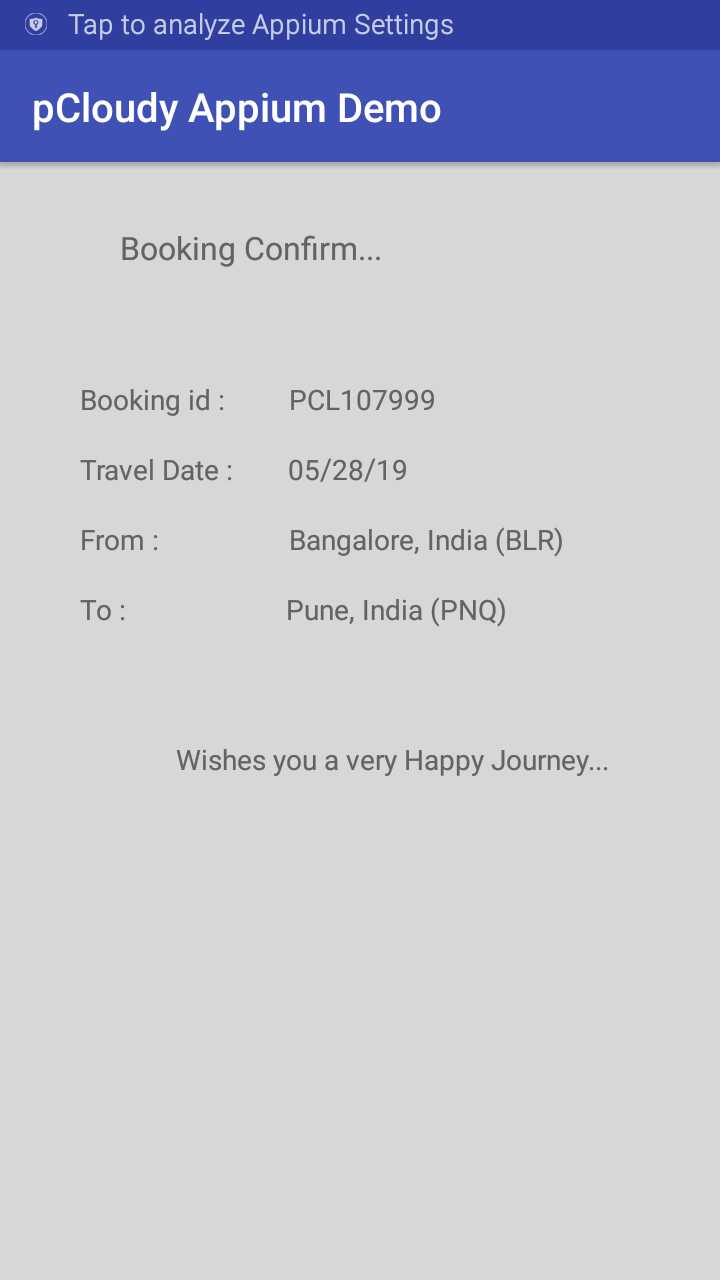 Tap to analyze Appium Settings
pCloudy Appium Demo
Booking Confirm...
Booking id : PCL107999
Travel Date : 05/28/19
From : Bangalore, India (BLR)
To : Pune, India (PNQ)
Wishes you a very Happy Journey...